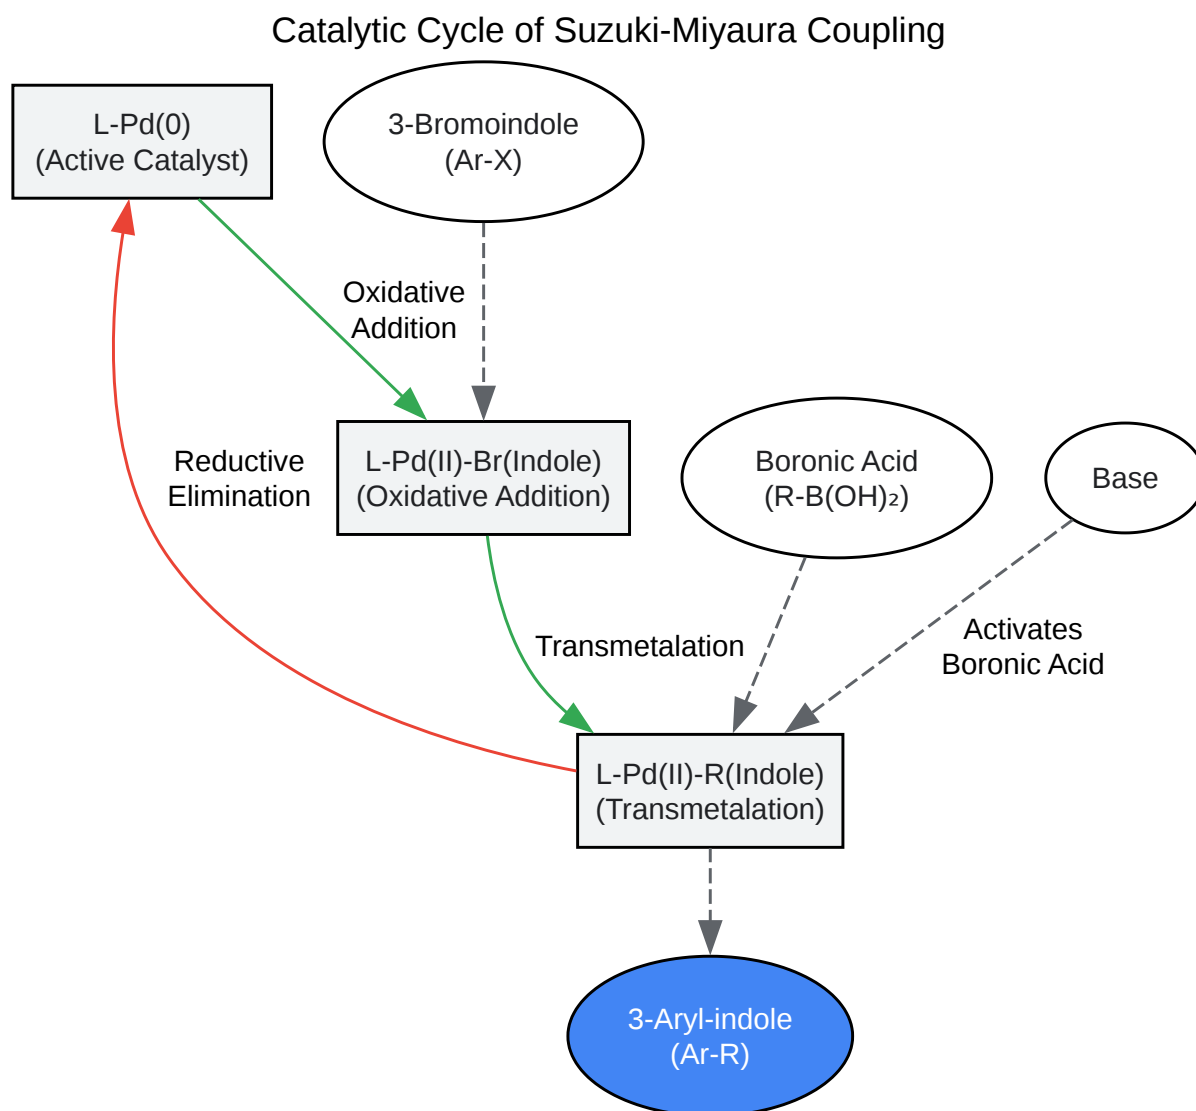 Catalytic Cycle of Suzuki-Miyaura Coupling
L-Pd(0)
(Active Catalyst)
3-Bromoindole
(Ar-X)
Oxidative
Addition
Reductive
Elimination
L-Pd(II)-Br(Indole)
(Oxidative Addition)
Boronic Acid
(R-B(OH)₂)
Base
Transmetalation
Activates
Boronic Acid
L-Pd(II)-R(Indole)
(Transmetalation)
3-Aryl-indole
(Ar-R)